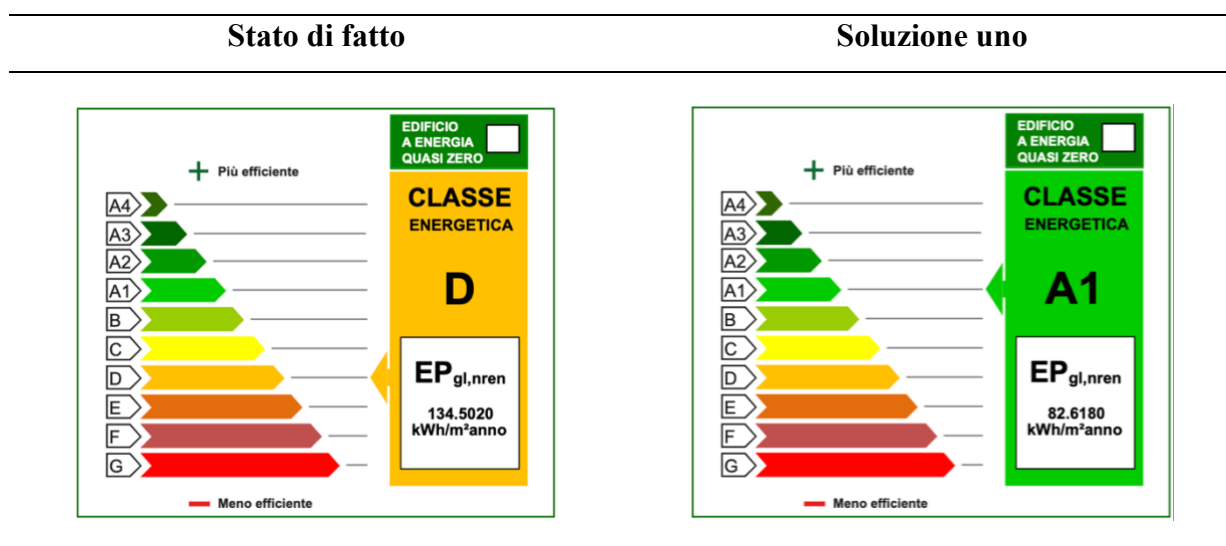 Stato di fatto
Soluzione uno
EDIFICIO
A ENERGIA
QUASI ZERO
+ Più efficiente
CLASSE
ENERGETICA
A4
A3
A2
A1
B
C
D
E
F
G
D
EPgl,nren
134.5020
kWh/m²anno
Meno efficiente
EDIFICIO
A ENERGIA
QUASI ZERO
+ Più efficiente
CLASSE
ENERGETICA
A4
A3
A2
A1
B
C
D
E
F
G
A1
EPgl,nren
82.6180
kWh/m²anno
Meno efficiente